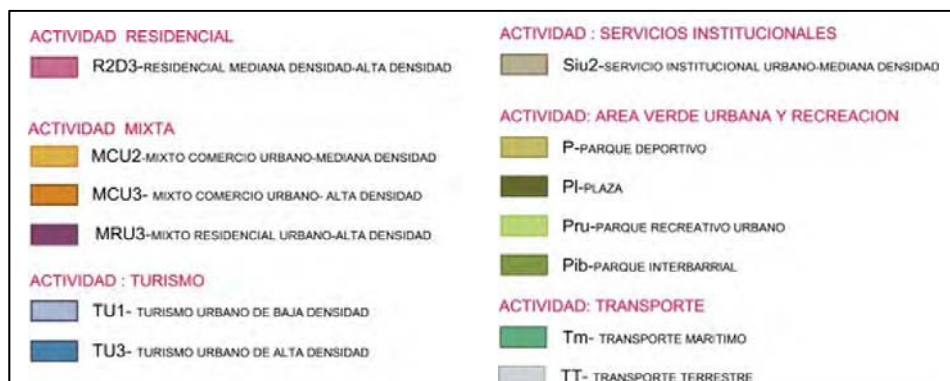 ACTIVIDAD RESIDENCIAL
R2D3-RESIDENCIAL MEDIANA DENSIDAD-ALTA DENSIDAD
ACTIVIDAD MIXTA
MCU2-MIXTO COMERCIO URBANO-MEDIANA DENSIDAD
MCU3- MIXTO COMERCIO URBANO- ALTA DENSIDAD
MRU3-MIXTO RESIDENCIAL URBANO-ALTA DENSIDAD
ACTIVIDAD : TURISMO
TU1- TURISMO URBANO DE BAJA DENSIDAD
TU3- TURISMO URBANO DE ALTA DENSIDAD
ACTIVIDAD : SERVICIOS INSTITUCIONALES
Siu2-SERVICIO INSTITUCIONAL URBANO-MEDIANA DENSIDAD
ACTIVIDAD: AREA VERDE URBANA Y RECREACION
P-PARQUE DEPORTIVO
Pl-PLAZA
Pru-PARQUE RECREATIVO URBANO
Pib-PARQUE INTERBARRIAL
ACTIVIDAD: TRANSPORTE
Tm- TRANSPORTE MARITIMO
TT- TRANSPORTE TERRESTRE